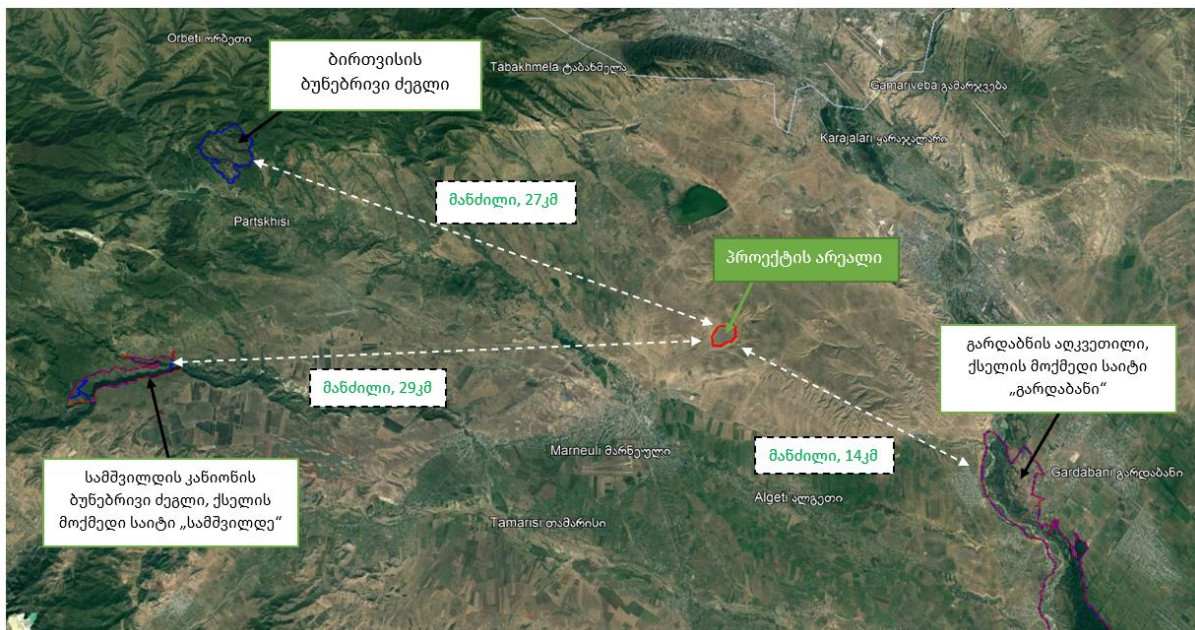 Orbeti ორბეთი
ბირთვისის
ბუნებრივი ძეგლი
Tabakhmela ტაბახმელა
Gamarjveba გამარჯვება
Karajalari ყარაჯალარი
მანძილი, 27კმ
Partskhisi
პროექტის არეალი
გარდაბნის აღკვეთილი,
ქსელის მოქმედი საიტი
„გარდაბანი“
მანძილი, 29კმ
Marneuli მარნეული
მანძილი, 14კმ
Gardabani გარდაბანი
სამშვილდის კანიონის
ბუნებრივი ძეგლი, ქსელის
მოქმედი საიტი „სამშვილდე“
Algeti ალგეთი
Tamarisi თამარისი